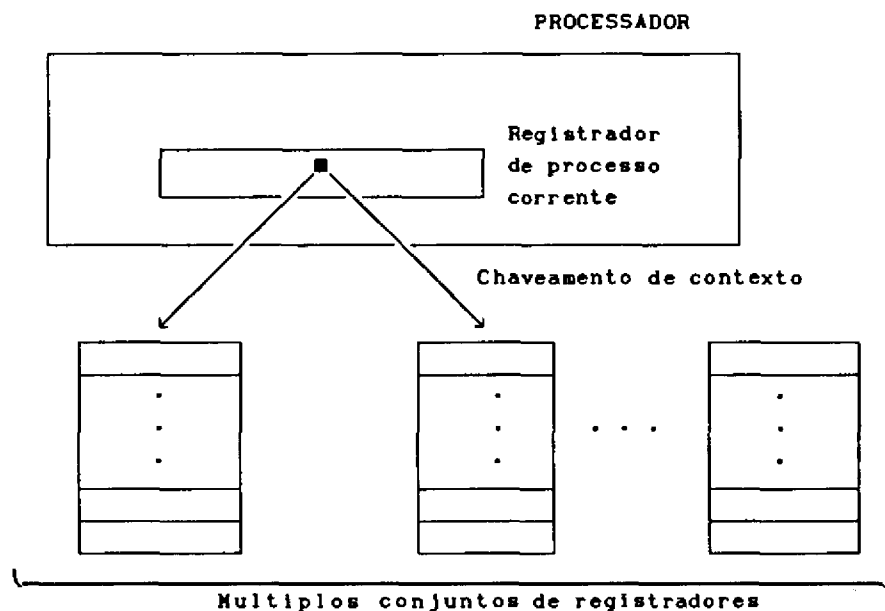 PROCESSADOR
Registrador
de processo
corrente
Chaveamento de contexto
Multiplos conjuntos de registradores